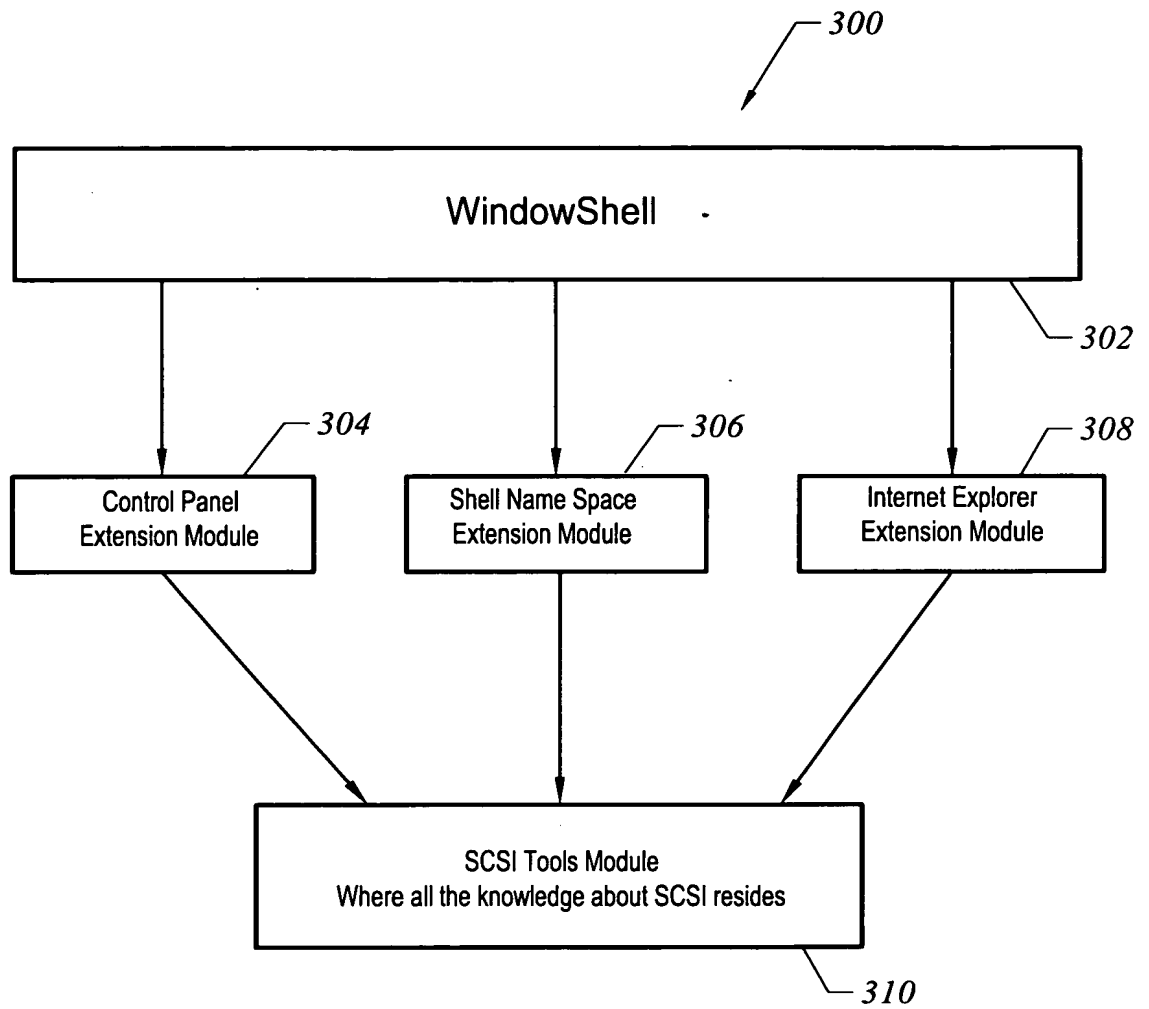 300
WindowShell
302
304
306
308
Control Panel
Extension Module
Shell Name Space
Extension Module
Internet Explorer
Extension Module
SCSI Tools Module
Where all the knowledge about SCSI resides
310